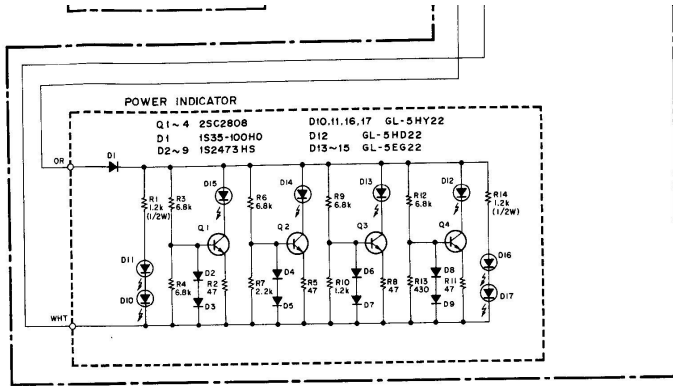 POWER INDICATOR
Q1~4 2SC2808
D1 1S35-100H0
D2~9 1S2473HS
D10,11,16,17 GL-5HY22
D12 GL-5HD22
D13~15 GL-5EG22
OR
D1
R1
1.2k
(1/2W)
R3
6.8k
D15
R6
6.8k
D14
R9
6.8k
D13
R12
6.8k
D12
R14
1.2k
(1/2W)
Q1
Q2
Q3
Q4
D11
D10
R4
6.8k
D2
D3
R2
47
R7
2.2k
D4
D5
R5
47
R10
1.2k
D6
D7
R8
47
R13
430
D8
D9
R11
47
D16
D17
WHT